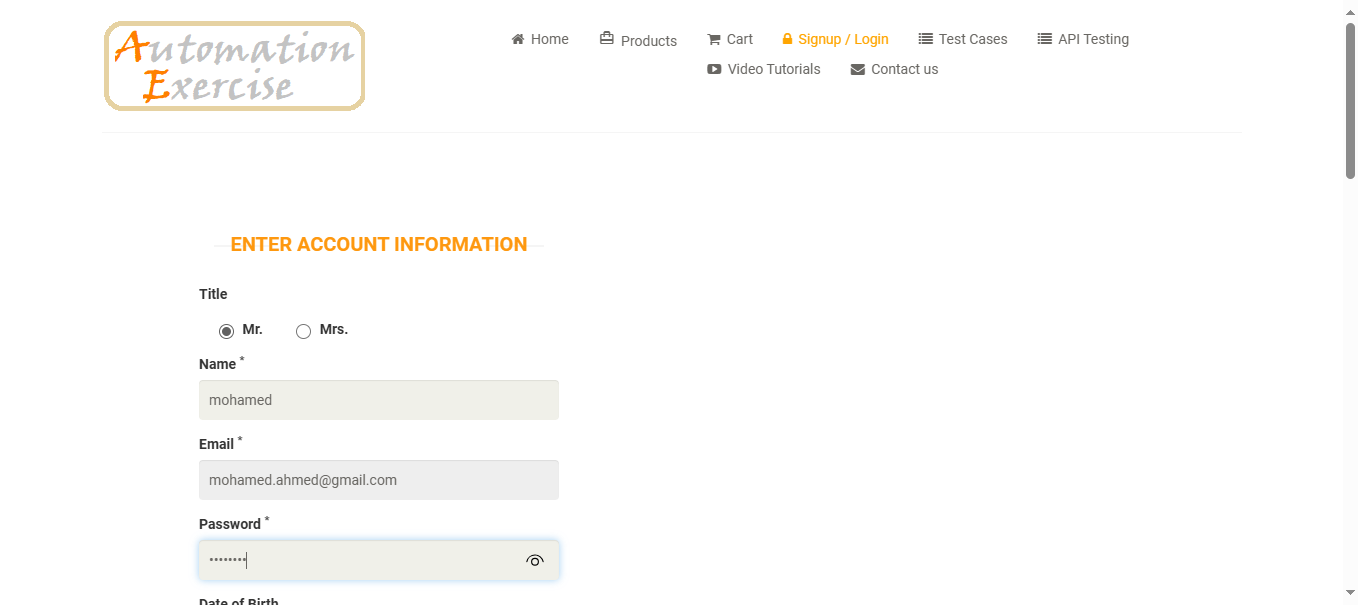 Automation
Exercise
Home Products Cart Signup / Login Test Cases API Testing
Video Tutorials Contact us
ENTER ACCOUNT INFORMATION
Title
Mr. Mrs.
Name *
mohamed
Email *
mohamed.ahmed@gmail.com
Password *
••••••••
Date of Birth